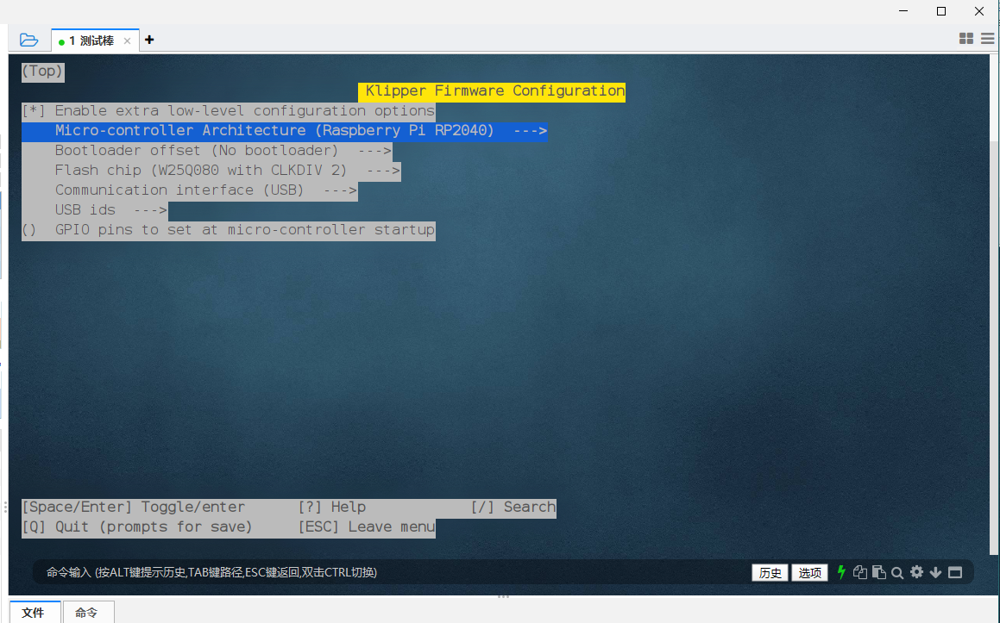 1 测试棒
(Top)
Klipper Firmware Configuration
[*] Enable extra low-level configuration options
Micro-controller Architecture (Raspberry Pi RP2040)  --->
Bootloader offset (No bootloader)  --->
Flash chip (W25Q080 with CLKDIV 2)  --->
Communication interface (USB)  --->
USB ids  --->
()  GPIO pins to set at micro-controller startup
[Space/Enter] Toggle/enter      [?] Help            [/] Search
[Q] Quit (prompts for save)     [ESC] Leave menu
命令输入 (按ALT键提示历史,TAB键路径,ESC键返回,双击CTRL切换) 历史 选项
文件 命令